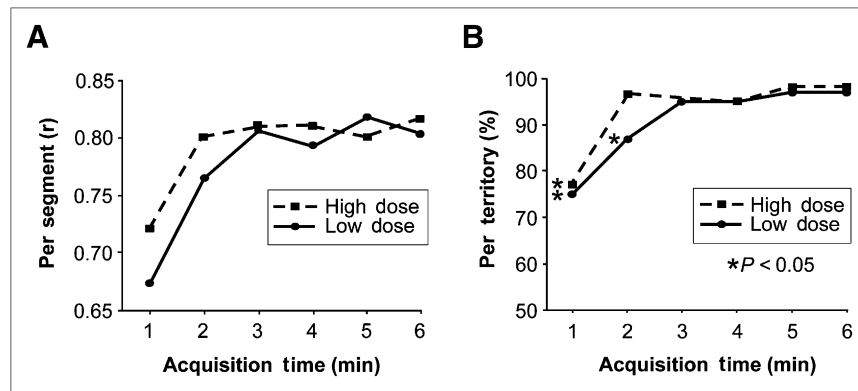 A
Per segment (r)
0.85
0.80
0.75
0.70
0.65
High dose
Low dose
1 2 3 4 5 6
Acquisition time (min)
B
Per territory (%)
100
90
80
70
60
50
*
*
*
High dose
Low dose
*P < 0.05
1 2 3 4 5 6
Acquisition time (min)